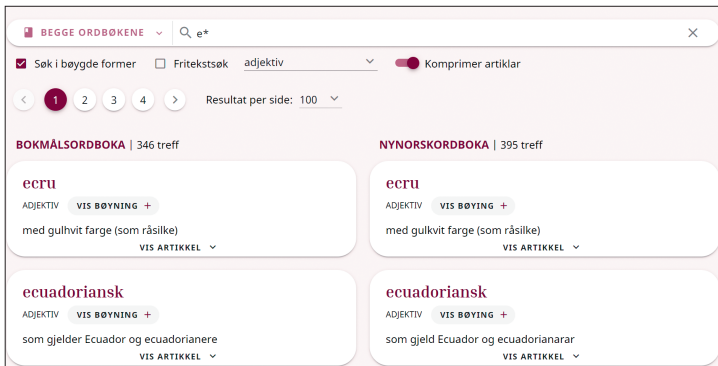 BEGGE ORDBØKENE e*
Søk i bøygde former Fritekstsøk adjektiv Komprimer artiklar
1 2 3 4 Resultat per side: 100
BOKMÅLSORDBOKA | 346 treff
ecru
ADJEKTIV VIS BØYNING +
med gulhvit farge (som råsilke)
VIS ARTIKKEL
ecuadoriansk
ADJEKTIV VIS BØYNING +
som gjelder Ecuador og ecuadorianere
VIS ARTIKKEL
NYNORSKORDBOKA | 395 treff
ecru
ADJEKTIV VIS BØYING +
med gulkvit farge (som råsilke)
VIS ARTIKKEL
ecuadoriansk
ADJEKTIV VIS BØYING +
som gjeld Ecuador og ecuadorianarar
VIS ARTIKKEL